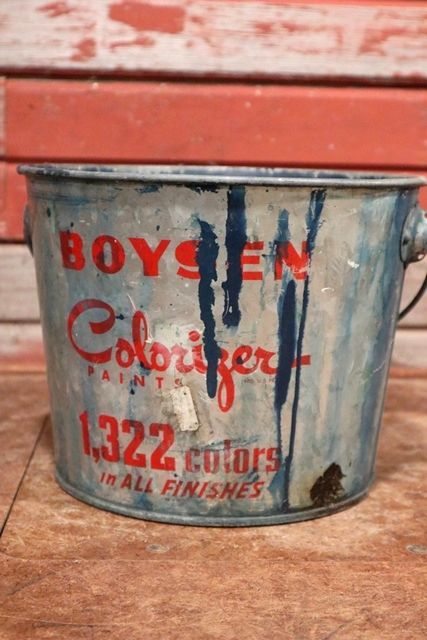 BOYSEN
Colorizer
PAINTS
1,322 colors
in ALL FINISHES